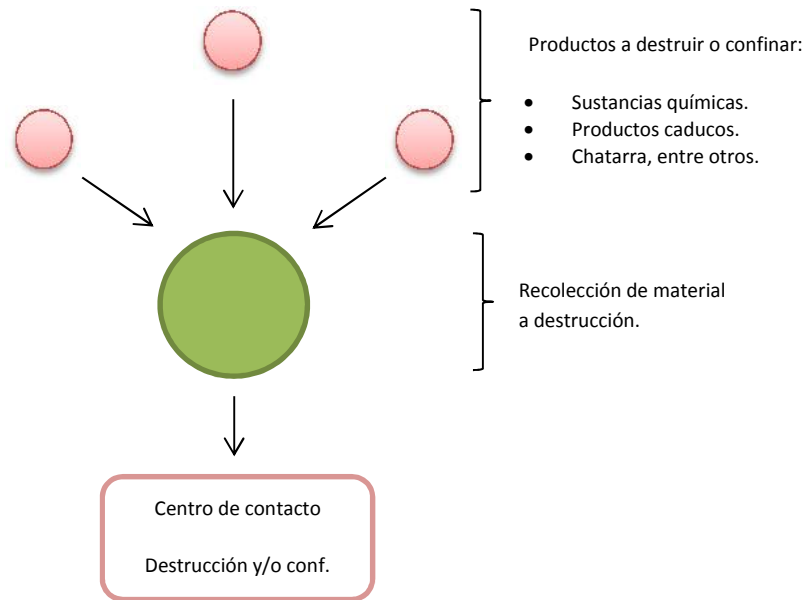 Productos a destruir o confinar:
• Sustancias químicas.
• Productos caducos.
• Chatarra, entre otros.
Recolección de material
a destrucción.
Centro de contacto
Destrucción y/o conf.